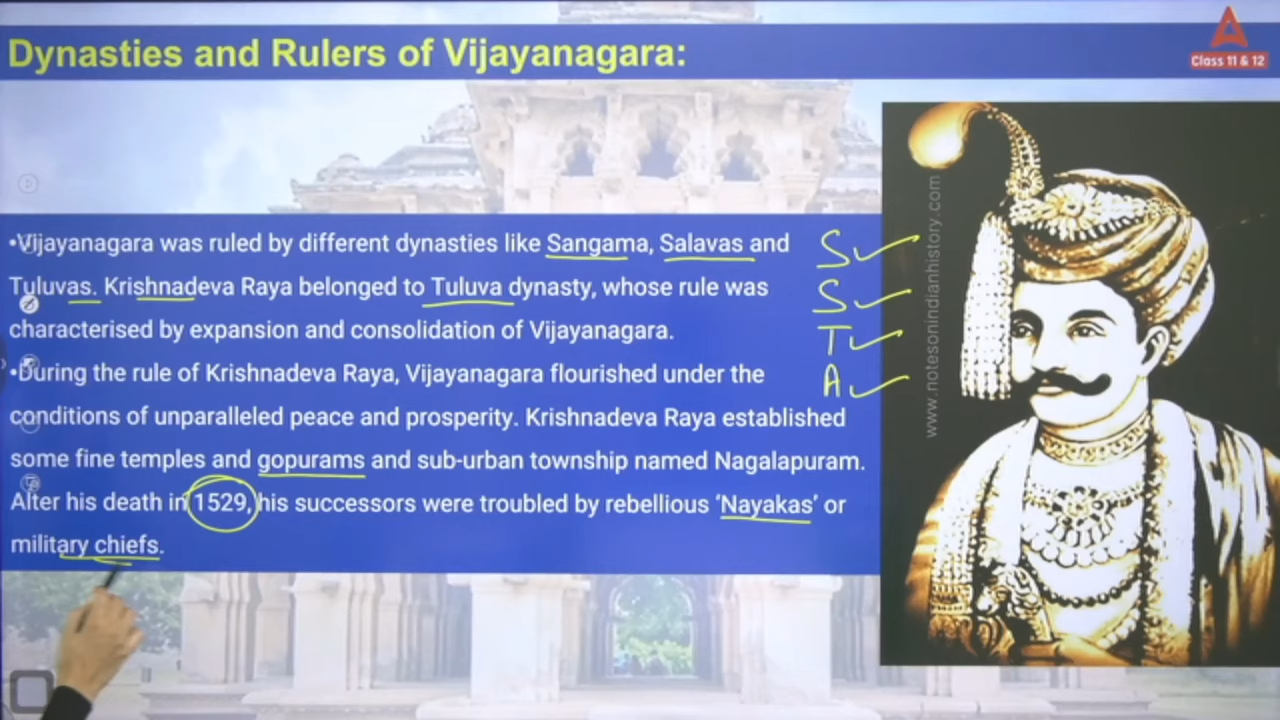 Dynasties and Rulers of Vijayanagara:
Class 11 & 12
•Vijayanagara was ruled by different dynasties like Sangama, Salavas and
Tuluvas. Krishnadeva Raya belonged to Tuluva dynasty, whose rule was
characterised by expansion and consolidation of Vijayanagara.
•During the rule of Krishnadeva Raya, Vijayanagara flourished under the
conditions of unparalleled peace and prosperity. Krishnadeva Raya established
some fine temples and gopurams and sub-urban township named Nagalapuram.
Alter his death in 1529, his successors were troubled by rebellious ‘Nayakas’ or
military chiefs.
S
S
T
A
www.notesonindianhistory.com